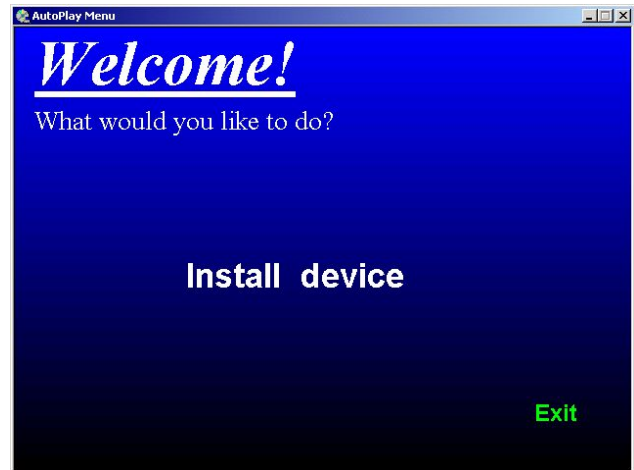 AutoPlay Menu
Welcome!
What would you like to do?
Install device
Exit